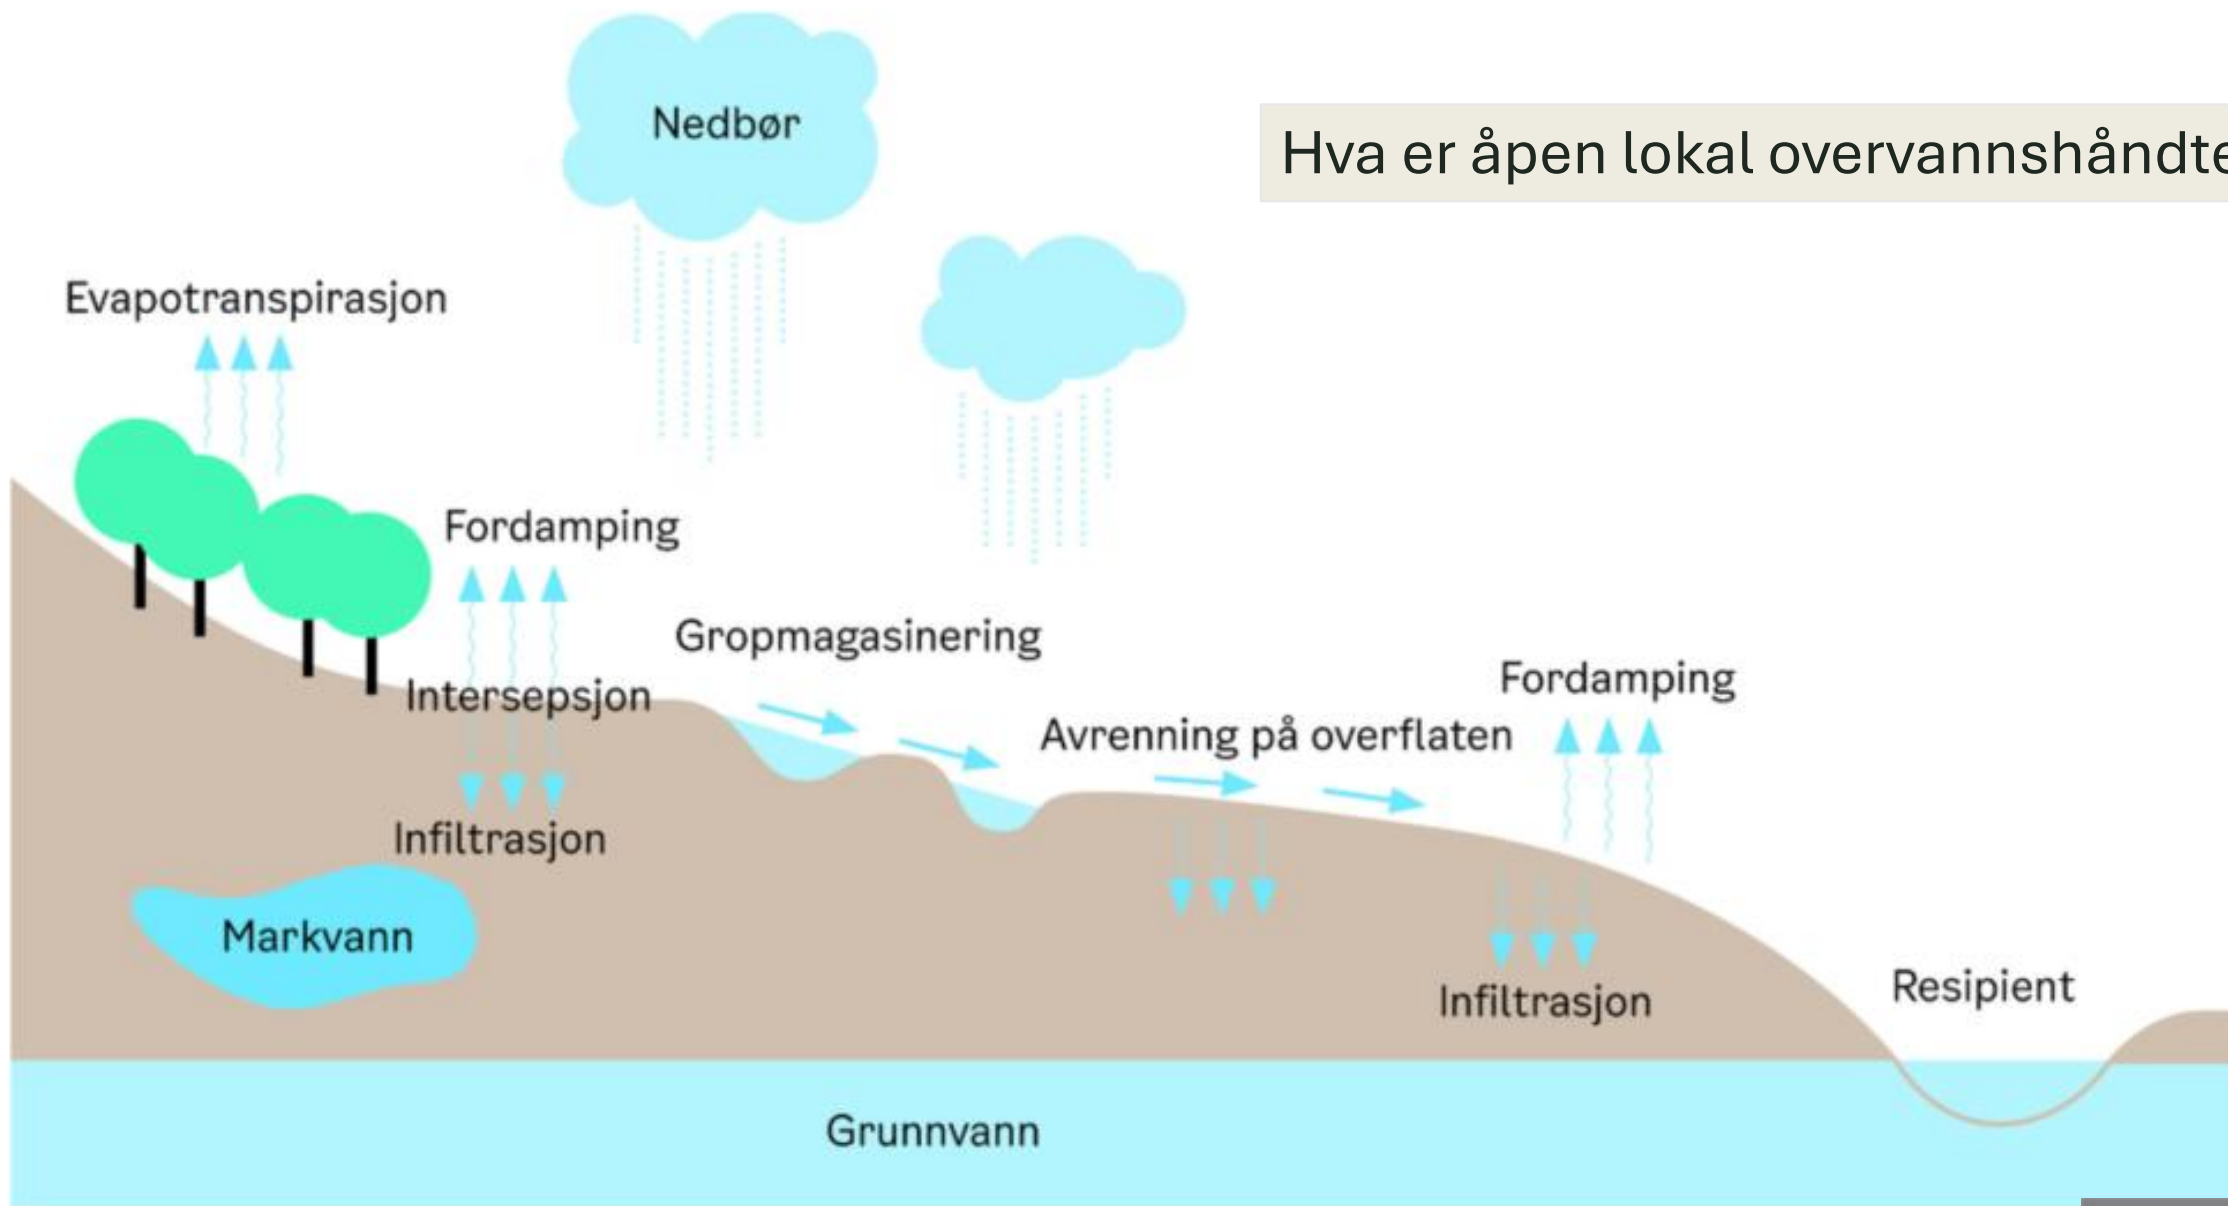 Nedbør
Hva er åpen lokal overvannshåndte
Evapotranspirasjon
Fordamping
Gropmagasinering
Fordamping
Intersepsjon
Avrenning på overflaten
Infiltrasjon
Markvann
Resipient
Infiltrasjon
Grunnvann